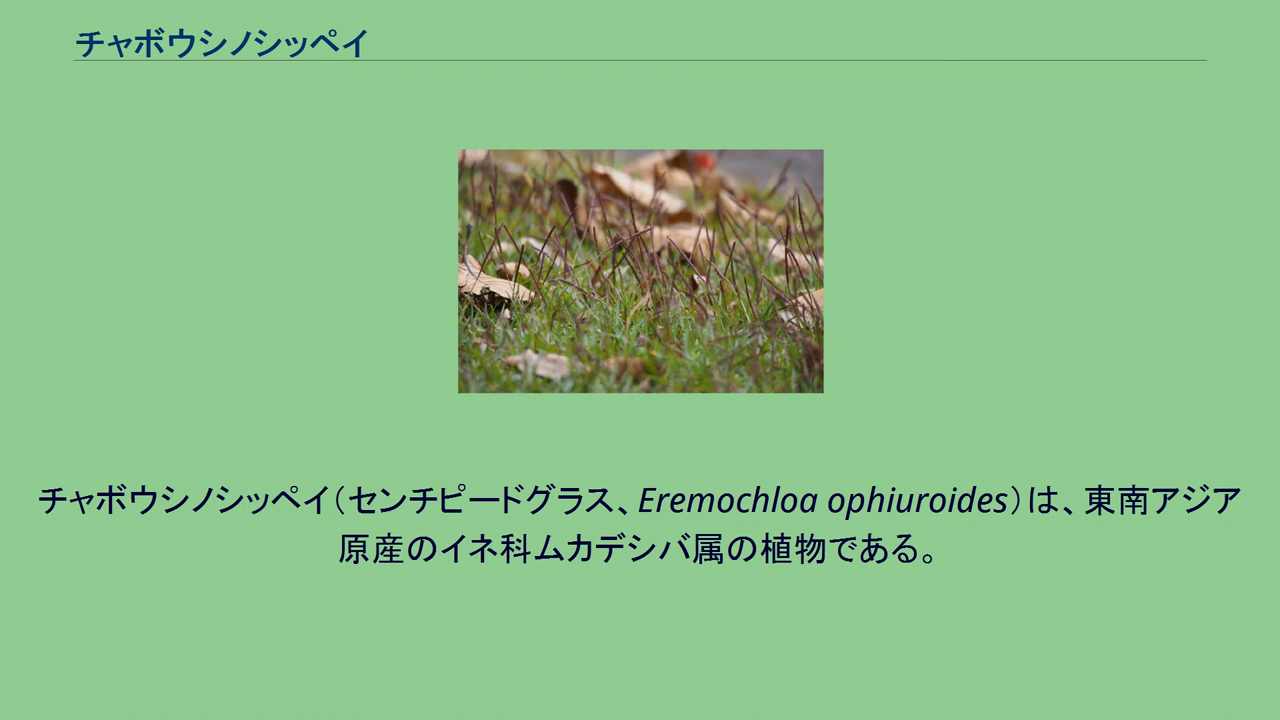 チャボウシノシッペイ
チャボウシノシッペイ（センチピードグラス、Eremochloa ophiuroides）は、東南アジア
原産のイネ科ムカデシバ属の植物である。